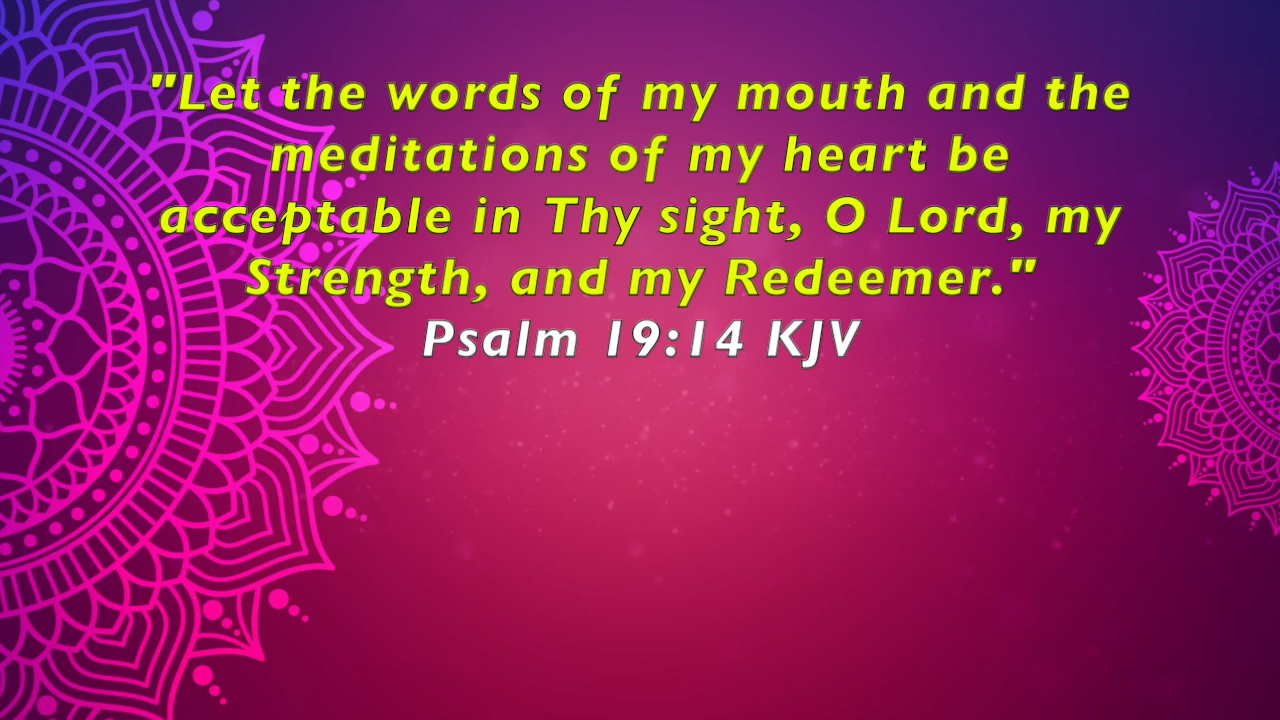 "Let the words of my mouth and the
meditations of my heart be
acceptable in Thy sight, O Lord, my
Strength, and my Redeemer."
Psalm 19:14 KJV